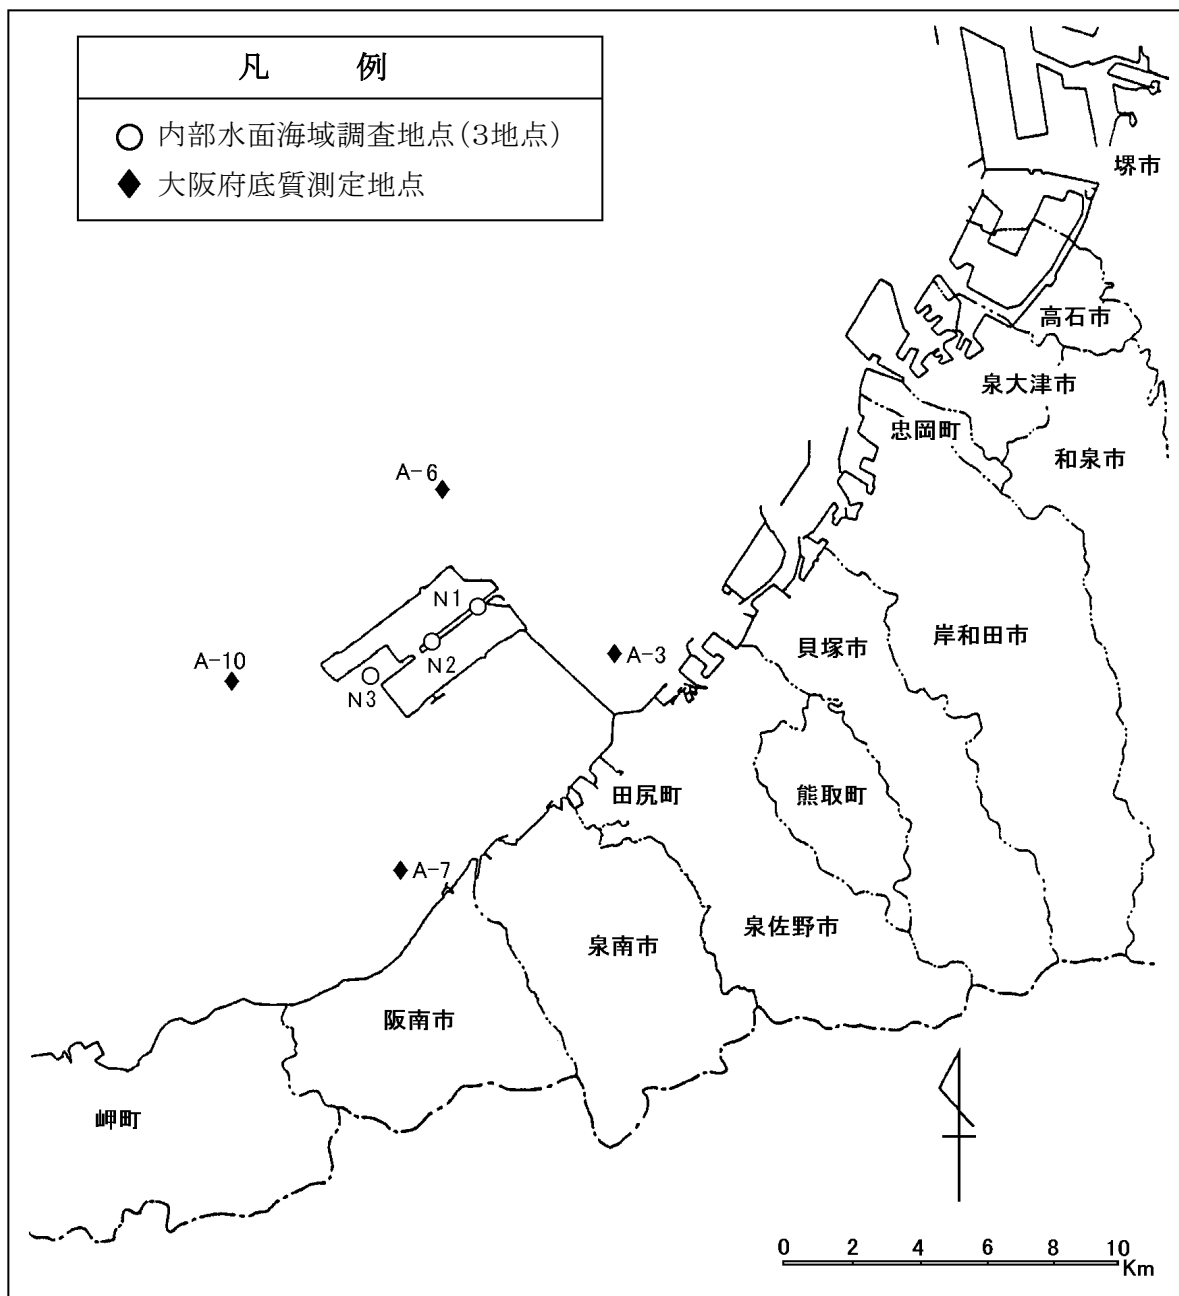 凡 例
内部水面海域調査地点(3地点)
大阪府底質測定地点
堺市
高石市
泉大津市
忠岡町
和泉市
A-6
N1
岸和田市
貝塚市
N2
A-3
A-10
N3
田尻町
熊取町
A-7
泉佐野市
泉南市
阪南市
岬町
0 2 4 6 8 10
Km